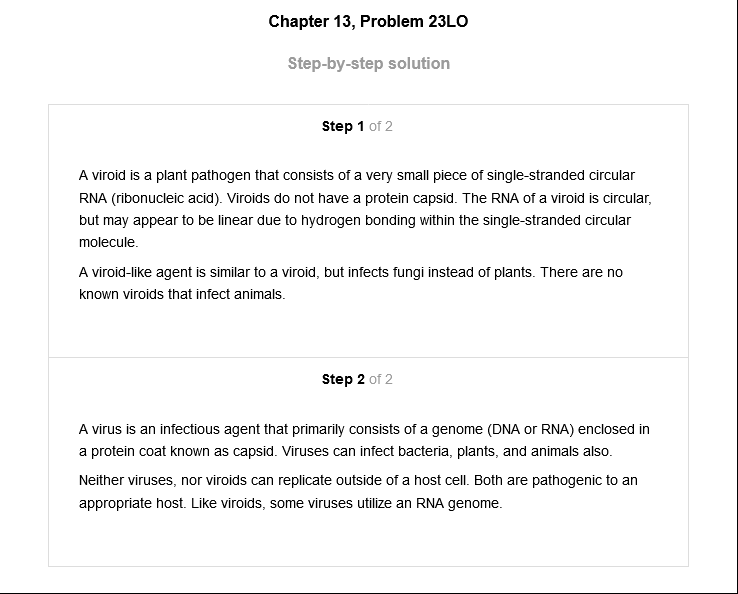 Chapter 13, Problem 23LO
Step-by-step solution
Step 1 of 2
A viroid is a plant pathogen that consists of a very small piece of single-stranded circular
RNA (ribonucleic acid). Viroids do not have a protein capsid. The RNA of a viroid is circular,
but may appear to be linear due to hydrogen bonding within the single-stranded circular
molecule.
A viroid-like agent is similar to a viroid, but infects fungi instead of plants. There are no
known viroids that infect animals.
Step 2 of 2
A virus is an infectious agent that primarily consists of a genome (DNA or RNA) enclosed in
a protein coat known as capsid. Viruses can infect bacteria, plants, and animals also.
Neither viruses, nor viroids can replicate outside of a host cell. Both are pathogenic to an
appropriate host. Like viroids, some viruses utilize an RNA genome.